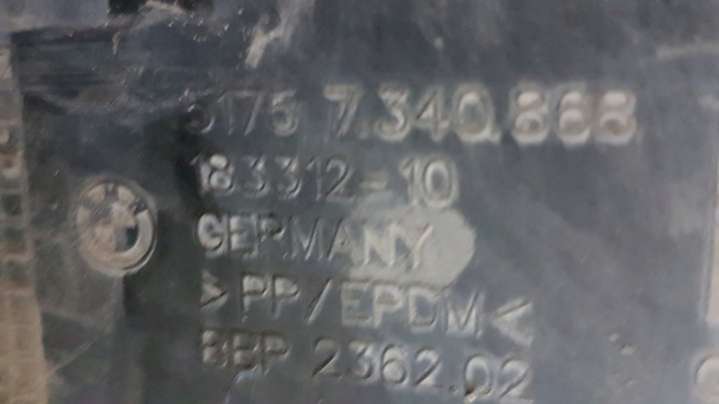 5175 7.340.868
183312-10
GERMANY
>PP/EPDM<
BBP 2362.02